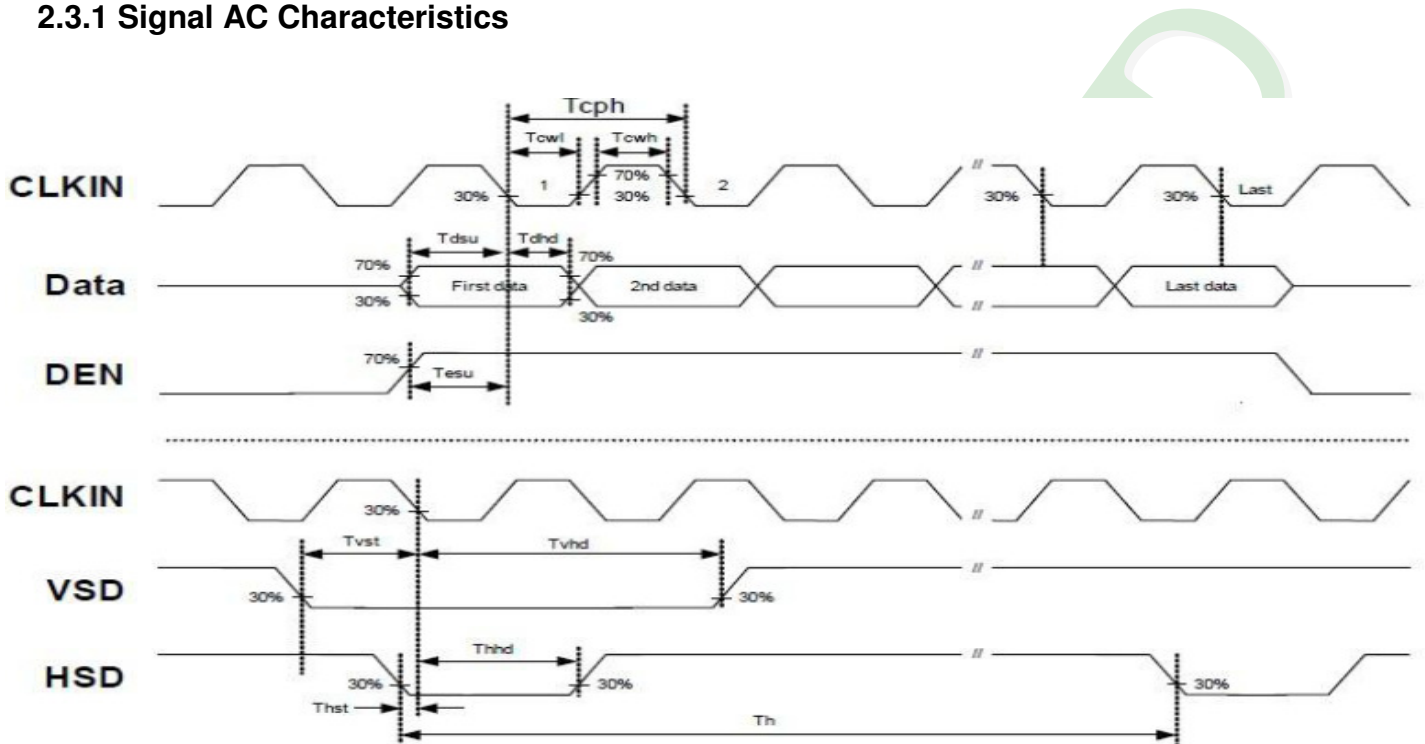 2.3.1 Signal AC Characteristics
Tcph
Tcwl Tcwh
CLKIN 30% 1 70% 30% 2 // 30% 30% Last
Tdsu Tdhd
70% 70%
Data First data 2nd data // // Last data
30% 30%
DEN 70% //
Tesu
CLKIN 30% //
Tvst Tvhd
VSD 30% 30% //
Thhd
HSD 30% 30% // 30%
Thst
Th